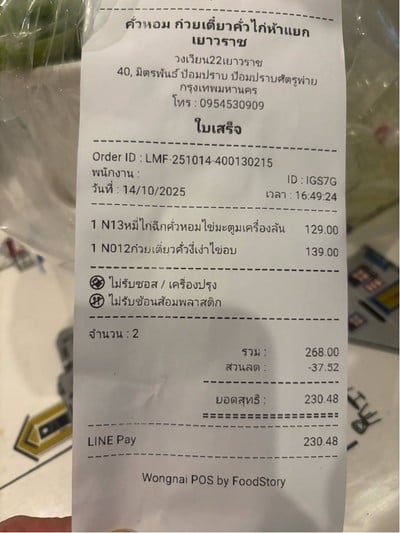 คั่วหอม ก๋วยเตี๋ยวคั่วไก่ห้าแยก
เยาวราช
วงเวียน22เยาวราช
40, มิตรพันธ์ ป้อมปราบ ป้อมปราบศัตรูพ่าย
กรุงเทพมหานคร
โทร : 0954530909
ใบเสร็จ
Order ID : LMF-251014-400130215
พนักงาน : ID : IGS7G
วันที่ : 14/10/2025 เวลา : 16:49:24
1 N13หมี่ไก่ฉีกคั่วหอมไข่มะตูมเครื่องล้น 129.00
1 N012ก๋วยเตี๋ยวคั่วงี่เง่าไข่อบ 139.00
ไม่รับซอส / เครื่องปรุง
ไม่รับช้อนส้อมพลาสติก
จำนวน : 2
รวม : 268.00
ส่วนลด : -37.52
ยอดสุทธิ : 230.48
LINE Pay 230.48
Wongnai POS by FoodStory